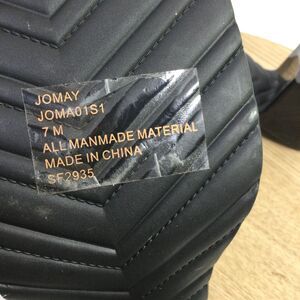 JOMAY
JOMA01S1
7 M
ALL MANMADE MATERIAL
MADE IN CHINA
SF2935